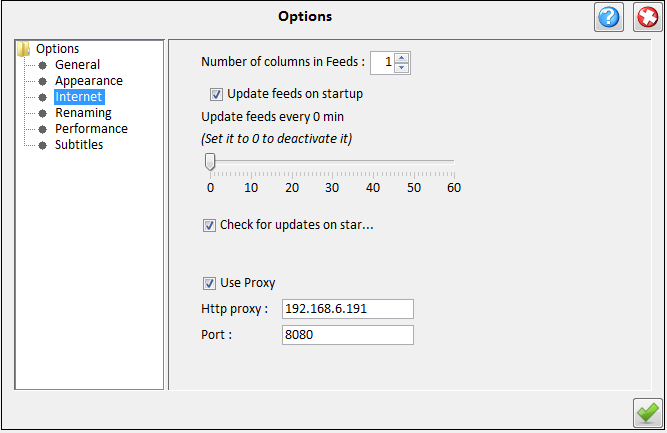 Options
Options
General
Appearance
Internet
Renaming
Performance
Subtitles
Number of columns in Feeds : 1
Update feeds on startup
Update feeds every 0 min
(Set it to 0 to deactivate it)
0 10 20 30 40 50 60
Check for updates on star...
Use Proxy
Http proxy : 192.168.6.191
Port : 8080